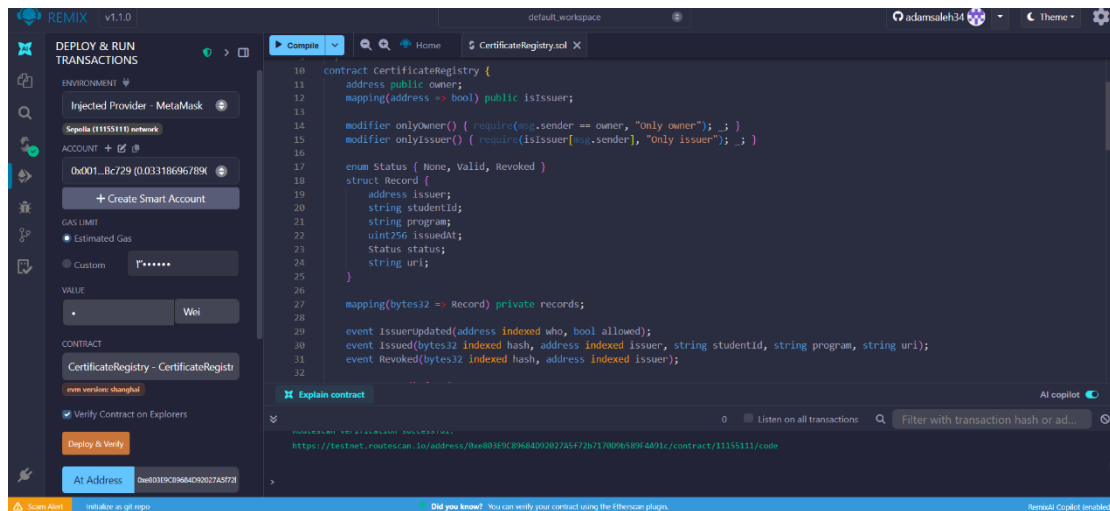 REMIX v1.1.0
default_workspace
adamsaleh34
Theme
DEPLOY & RUN
TRANSACTIONS
ENVIRONMENT
Injected Provider - MetaMask
Sepolia (11155111) network
ACCOUNT
0x001...Bc729 (0.03318696789(
+ Create Smart Account
GAS LIMIT
Estimated Gas
Custom ٣٠٠٠٠٠٠
VALUE
٠ Wei
CONTRACT
CertificateRegistry - CertificateRegistr
evm version: shanghai
Verify Contract on Explorers
Deploy & Verify
At Address
Compile Home CertificateRegistry.sol
10 contract CertificateRegistry {
11 address public owner;
12 mapping(address => bool) public isIssuer;
13
14 modifier onlyOwner() { require(msg.sender == owner, "Only owner"); _; }
15 modifier onlyIssuer() { require(isIssuer[msg.sender], "Only issuer"); _; }
16
17 enum Status { None, Valid, Revoked }
18 struct Record {
19 address issuer;
20 string studentId;
21 string program;
22 uint256 issuedAt;
23 Status status;
24 string uri;
25 }
26
27 mapping(bytes32 => Record) private records;
28
29 event IssuerUpdated(address indexed who, bool allowed);
30 event Issued(bytes32 indexed hash, address indexed issuer, string studentId, string program, string uri);
31 event Revoked(bytes32 indexed hash, address indexed issuer);
32
Explain contract AI copilot
0 Listen on all transactions Filter with transaction hash or ad...
https://testnet.routescan.io/address/0xe803E9C89684D92027A5f72b717009b589F4A91c/contract/11155111/code
>
Scam Alert Initialize as git repo Did you know? You can verify your contract using the Etherscan plugin. RemixAI Copilot (enabled